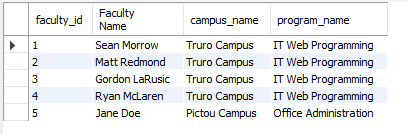 faculty_id Faculty Name campus_name program_name
1 Sean Morrow Truro Campus IT Web Programming
2 Matt Redmond Truro Campus IT Web Programming
3 Gordon LaRusic Truro Campus IT Web Programming
4 Ryan McLaren Truro Campus IT Web Programming
5 Jane Doe Pictou Campus Office Administration